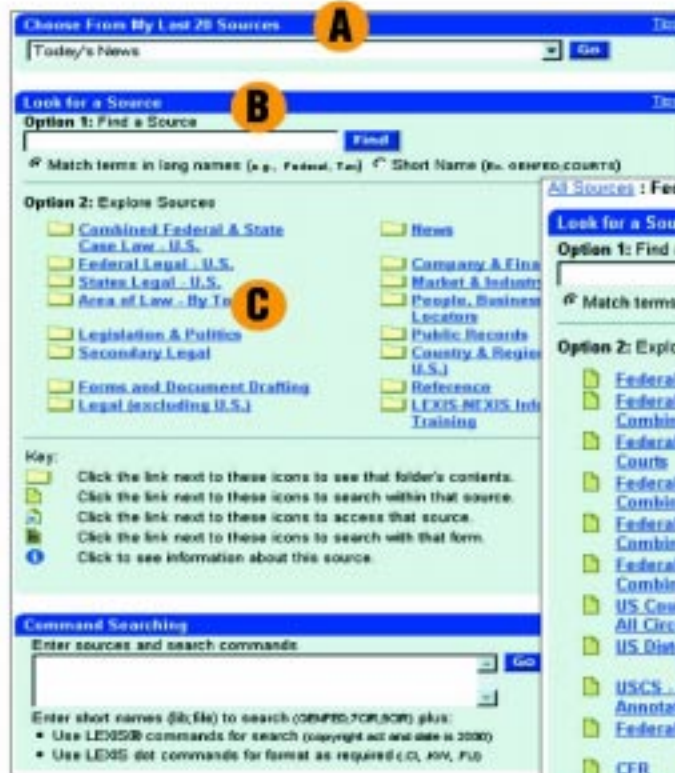 Choose From My Last 20 Sources
A
Today's News
Go
Look for a Source
B
Option 1: Find a Source
Find
Match terms in long names (e.g., Federal, Tax) Short Name (Ex. GENFED;COURTS)
Option 2: Explore Sources
Combined Federal & State
Case Law - U.S.
Federal Legal - U.S.
States Legal - U.S.
Area of Law - By To
C
Legislation & Politics
Secondary Legal
Forms and Document Drafting
Legal (excluding U.S.)
News
Company & Fina
Market & Industr
People, Business
Locators
Public Records
Country & Region
U.S.)
Reference
LEXIS-NEXIS Info
Training
Key:
Click the link next to these icons to see that folder's contents.
Click the link next to these icons to search within that source.
Click the link next to these icons to access that source.
Click the link next to these icons to search with that form.
Click to see information about this source.
Command Searching
Enter sources and search commands
Go
Enter short names (lib;file) to search (GENFED;7CIR,8CIR) plus:
Use LEXIS® commands for search (copyright act and date is 2000)
Use LEXIS dot commands for format as required
All Sources : Fe
Look for a Sou
Option 1: Find
Match terms
Option 2: Explo
Federal
Federal
Combin
Federal
Courts
Federal
Combin
Federal
Combin
Federal
Combin
US Cou
All Circ
US Dist
USCS -
Annotat
Federal
CFR